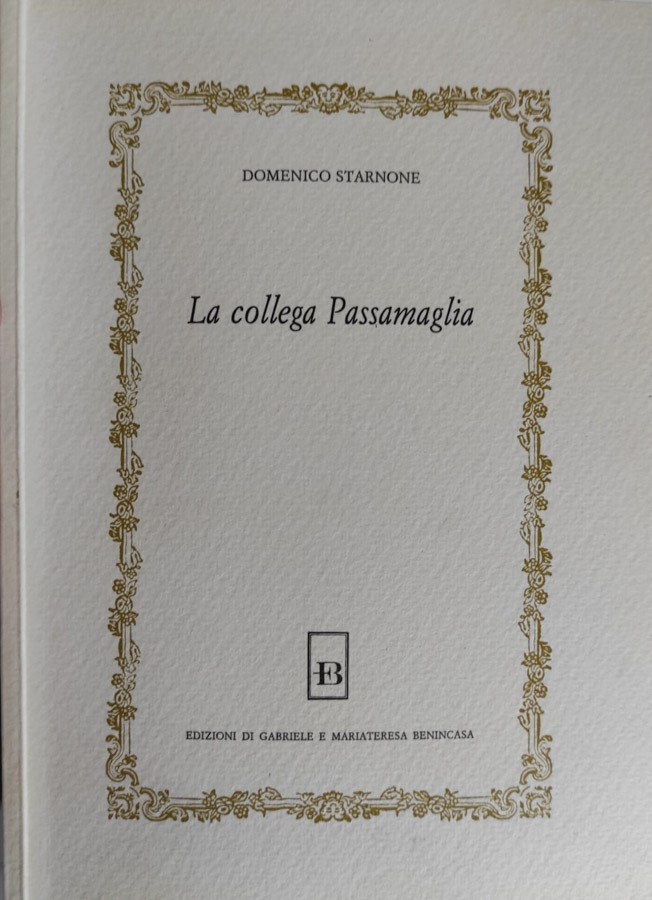 DOMENICO STARNONE
La collega Passamaglia
EB
EDIZIONI DI GABRIELE E MARIATERESA BENINCASA